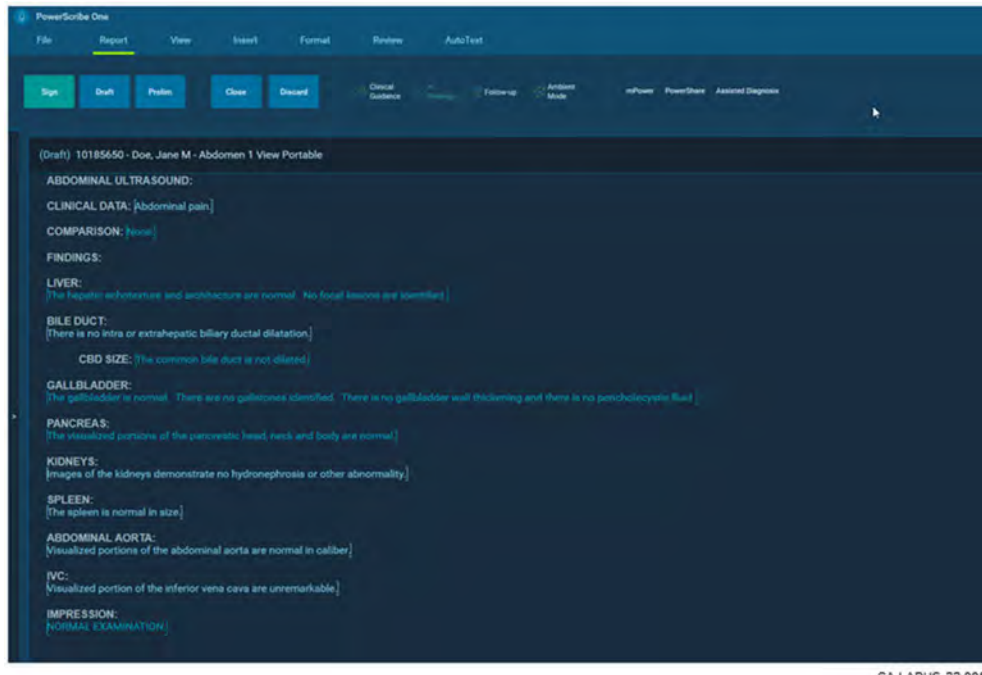 PowerScribe One
File Report View Insert Format Review AutoText
Sign Draft Prelim Close Discard Clinical Guidance Follow-up Ambient Mode mPower PowerShare Assisted Diagnosis
(Draft) 10185650 - Doe, Jane M - Abdomen 1 View Portable
ABDOMINAL ULTRASOUND:
CLINICAL DATA: [Abdominal pain.]
COMPARISON: [None]
FINDINGS:
LIVER:
[The hepatic echotexture and architecture are normal. No focal lesions are identified.]
BILE DUCT:
[There is no intra or extrahepatic biliary ductal dilatation.]
CBD SIZE: [The common bile duct is not dilated.]
GALLBLADDER:
[The gallbladder is normal. There are no gallstones identified. There is no gallbladder wall thickening and there is no pericholecystic fluid.]
PANCREAS:
[The visualized portions of the pancreatic head, neck and body are normal.]
KIDNEYS:
[Images of the kidneys demonstrate no hydronephrosis or other abnormality.]
SPLEEN:
[The spleen is normal in size.]
ABDOMINAL AORTA:
[Visualized portions of the abdominal aorta are normal in caliber.]
IVC:
[Visualized portion of the inferior vena cava are unremarkable.]
IMPRESSION:
[NORMAL EXAMINATION.]